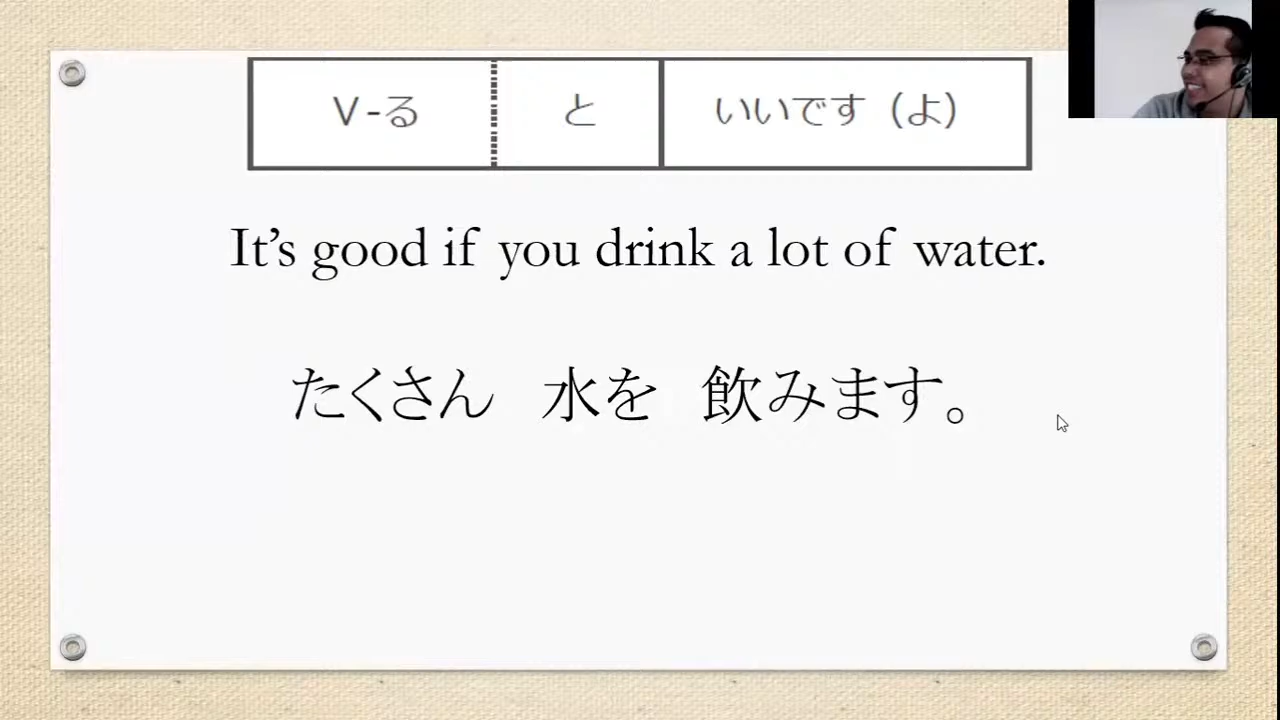 V-る と いいです（よ）
It's good if you drink a lot of water.
たくさん　水を　飲みます。